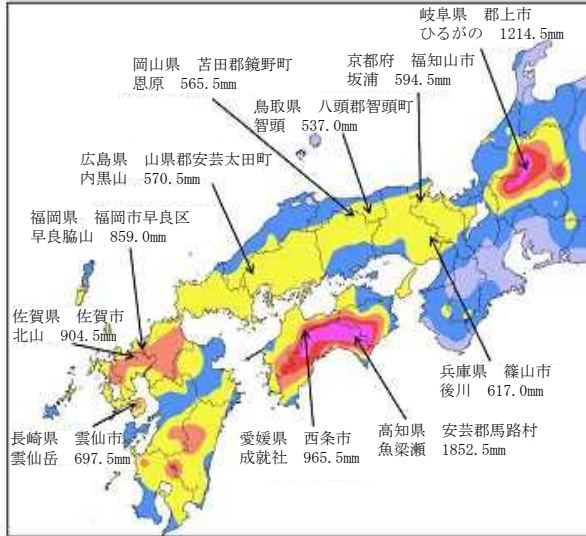 岐阜県　郡上市
ひるがの　1214.5mm
岡山県　苫田郡鏡野町
恩原　565.5mm
京都府　福知山市
坂浦　594.5mm
鳥取県　八頭郡智頭町
智頭　537.0mm
広島県　山県郡安芸太田町
内黒山　570.5mm
福岡県　福岡市早良区
早良脇山　859.0mm
佐賀県　佐賀市
北山　904.5mm
長崎県　雲仙市
雲仙岳　697.5mm
愛媛県　西条市
成就社　965.5mm
高知県　安芸郡馬路村
魚梁瀬　1852.5mm
兵庫県　篠山市
後川　617.0mm